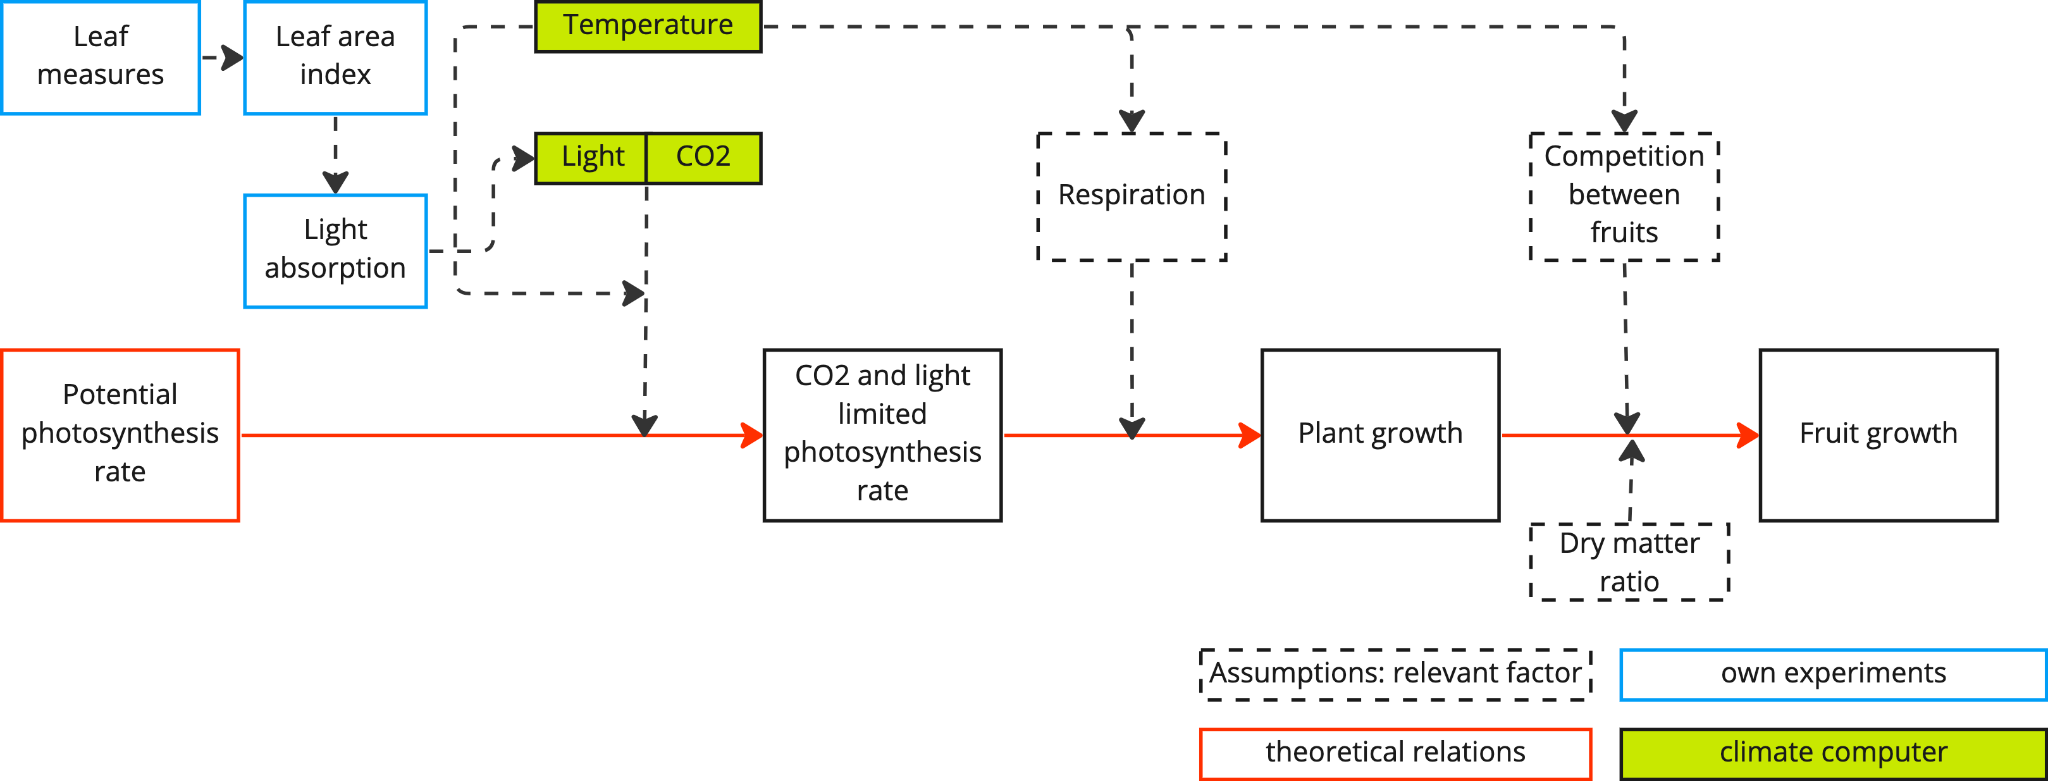 Leaf
measures
Leaf area
index
Temperature
Light
CO2
Light
absorption
Respiration
Competition
between
fruits
Potential
photosynthesis
rate
CO2 and light
limited
photosynthesis
rate
Plant growth
Fruit growth
Dry matter
ratio
Assumptions: relevant factor
own experiments
theoretical relations
climate computer